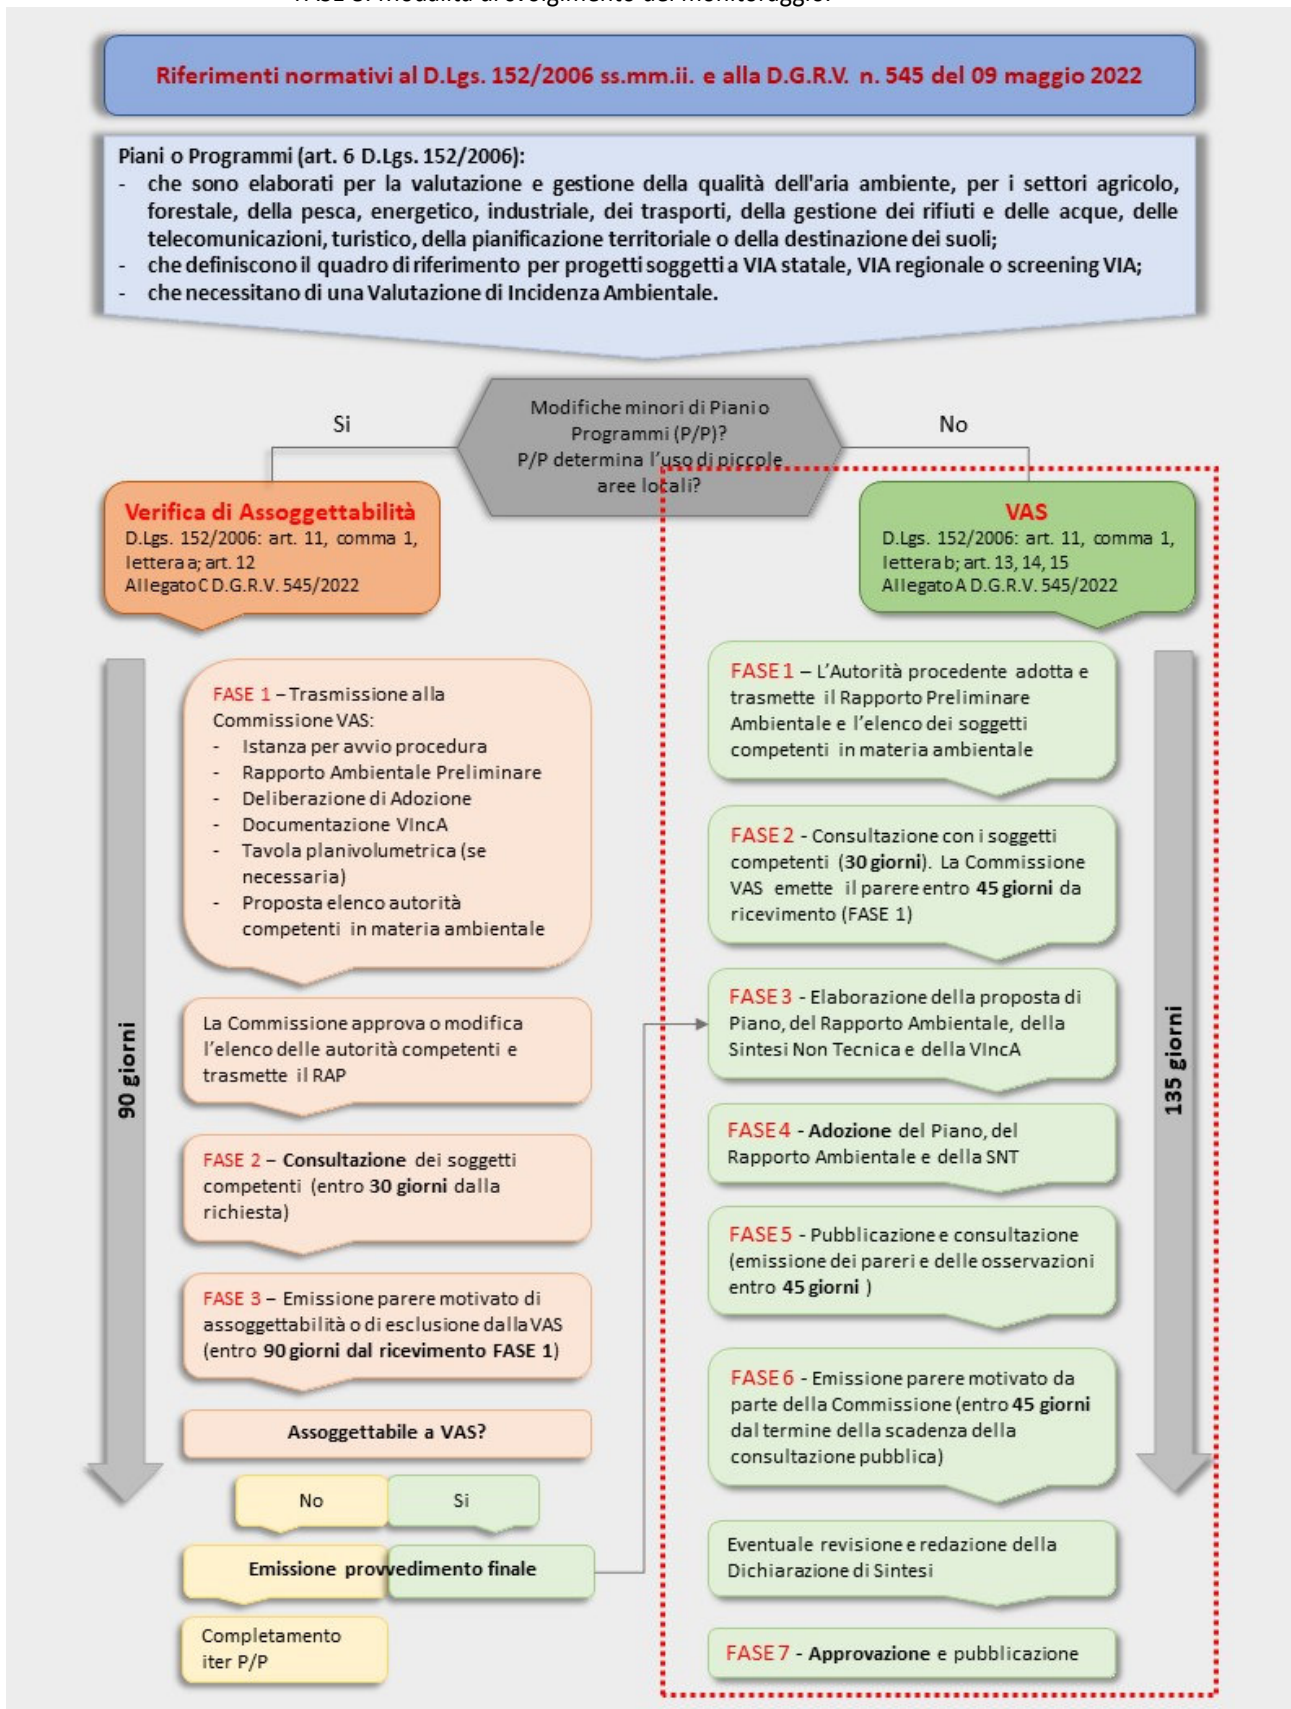 FASE 8: Modalità di svolgimento del monitoraggio.
Riferimenti normativi al D.Lgs. 152/2006 ss.mm.ii. e alla D.G.R.V. n. 545 del 09 maggio 2022
Piani o Programmi (art. 6 D.Lgs. 152/2006):
- che sono elaborati per la valutazione e gestione della qualità dell'aria ambiente, per i settori agricolo,
forestale, della pesca, energetico, industriale, dei trasporti, della gestione dei rifiuti e delle acque, delle
telecomunicazioni, turistico, della pianificazione territoriale o della destinazione dei suoli;
- che definiscono il quadro di riferimento per progetti soggetti a VIA statale, VIA regionale o screening VIA;
- che necessitano di una Valutazione di Incidenza Ambientale.
Modifiche minori di Piani o
Programmi (P/P)?
P/P determina l'uso di piccole
aree locali?
Si
No
Verifica di Assoggettabilità
D.Lgs. 152/2006: art. 11, comma 1,
lettera a; art. 12
Allegato C D.G.R.V. 545/2022
90 giorni
FASE 1 – Trasmissione alla
Commissione VAS:
- Istanza per avvio procedura
- Rapporto Ambientale Preliminare
- Deliberazione di Adozione
- Documentazione VIncA
- Tavola planivolumetrica (se
necessaria)
- Proposta elenco autorità
competenti in materia ambientale
La Commissione approva o modifica
l'elenco delle autorità competenti e
trasmette il RAP
FASE 2 – Consultazione dei soggetti
competenti (entro 30 giorni dalla
richiesta)
FASE 3 – Emissione parere motivato di
assoggettabilità o di esclusione dalla VAS
(entro 90 giorni dal ricevimento FASE 1)
Assoggettabile a VAS?
No
Si
Emissione provvedimento finale
Completamento
iter P/P
VAS
D.Lgs. 152/2006: art. 11, comma 1,
lettera b; art. 13, 14, 15
Allegato A D.G.R.V. 545/2022
FASE 1 – L'Autorità procedente adotta e
trasmette il Rapporto Preliminare
Ambientale e l'elenco dei soggetti
competenti in materia ambientale
FASE 2 - Consultazione con i soggetti
competenti (30 giorni). La Commissione
VAS emette il parere entro 45 giorni da
ricevimento (FASE 1)
FASE 3 - Elaborazione della proposta di
Piano, del Rapporto Ambientale, della
Sintesi Non Tecnica e della VIncA
FASE 4 - Adozione del Piano, del
Rapporto Ambientale e della SNT
FASE 5 - Pubblicazione e consultazione
(emissione dei pareri e delle osservazioni
entro 45 giorni )
FASE 6 - Emissione parere motivato da
parte della Commissione (entro 45 giorni
dal termine della scadenza della
consultazione pubblica)
Eventuale revisione e redazione della
Dichiarazione di Sintesi
FASE 7 - Approvazione e pubblicazione
135 giorni